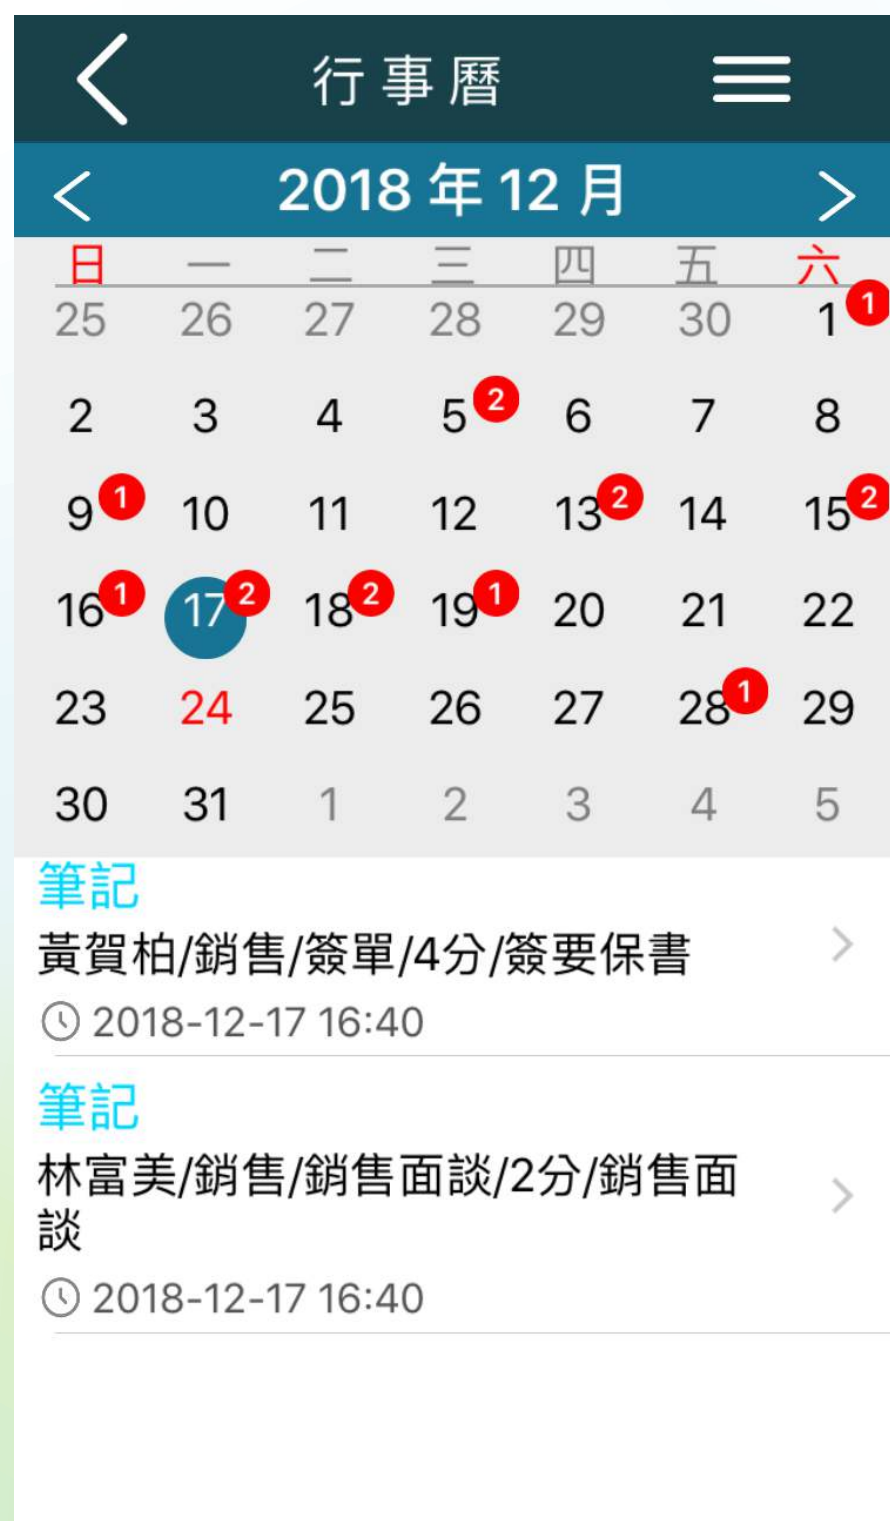 行事曆
2018 年 12 月
日 一 二 三 四 五 六
25 26 27 28 29 30 1 1
2 3 4 5 2 6 7 8
9 1 10 11 12 13 2 14 15 2
16 1 17 2 18 2 19 1 20 21 22
23 24 25 26 27 28 1 29
30 31 1 2 3 4 5
筆記
黃賀柏/銷售/簽單/4分/簽要保書
2018-12-17 16:40
筆記
林富美/銷售/銷售面談/2分/銷售面
談
2018-12-17 16:40